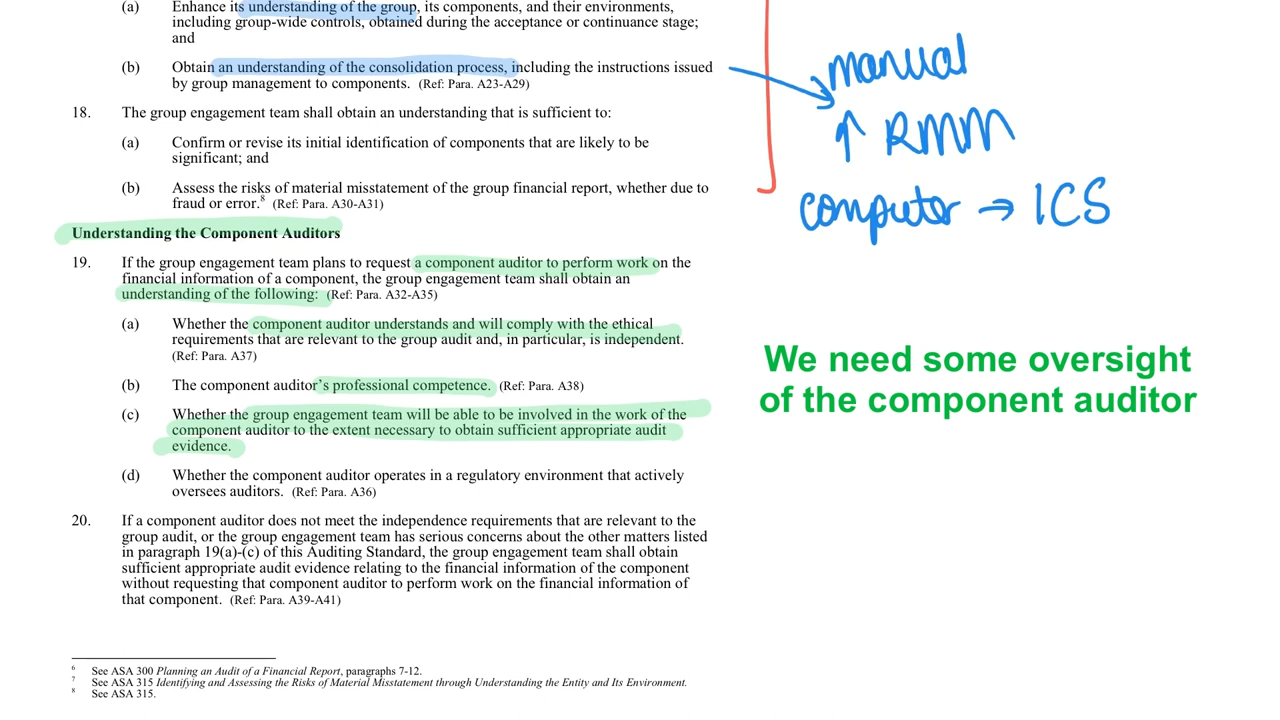 (a) Enhance its understanding of the group, its components, and their environments,
including group-wide controls, obtained during the acceptance or continuance stage;
and
(b) Obtain an understanding of the consolidation process, including the instructions issued
by group management to components. (Ref: Para. A23-A29)
manual
↑ RMM
computer → ICS
18. The group engagement team shall obtain an understanding that is sufficient to:
(a) Confirm or revise its initial identification of components that are likely to be
significant; and
(b) Assess the risks of material misstatement of the group financial report, whether due to
fraud or error.⁸ (Ref: Para. A30-A31)
Understanding the Component Auditors
19. If the group engagement team plans to request a component auditor to perform work on the
financial information of a component, the group engagement team shall obtain an
understanding of the following: (Ref: Para. A32-A35)
(a) Whether the component auditor understands and will comply with the ethical
requirements that are relevant to the group audit and, in particular, is independent.
(Ref: Para. A37)
(b) The component auditor's professional competence. (Ref: Para. A38)
(c) Whether the group engagement team will be able to be involved in the work of the
component auditor to the extent necessary to obtain sufficient appropriate audit
evidence.
We need some oversight
of the component auditor
(d) Whether the component auditor operates in a regulatory environment that actively
oversees auditors. (Ref: Para. A36)
20. If a component auditor does not meet the independence requirements that are relevant to the
group audit, or the group engagement team has serious concerns about the other matters listed
in paragraph 19(a)-(c) of this Auditing Standard, the group engagement team shall obtain
sufficient appropriate audit evidence relating to the financial information of the component
without requesting that component auditor to perform work on the financial information of
that component. (Ref: Para. A39-A41)
⁶ See ASA 300 Planning an Audit of a Financial Report, paragraphs 7-12.
⁷ See ASA 315 Identifying and Assessing the Risks of Material Misstatement through Understanding the Entity and Its Environment.
⁸ See ASA 315.